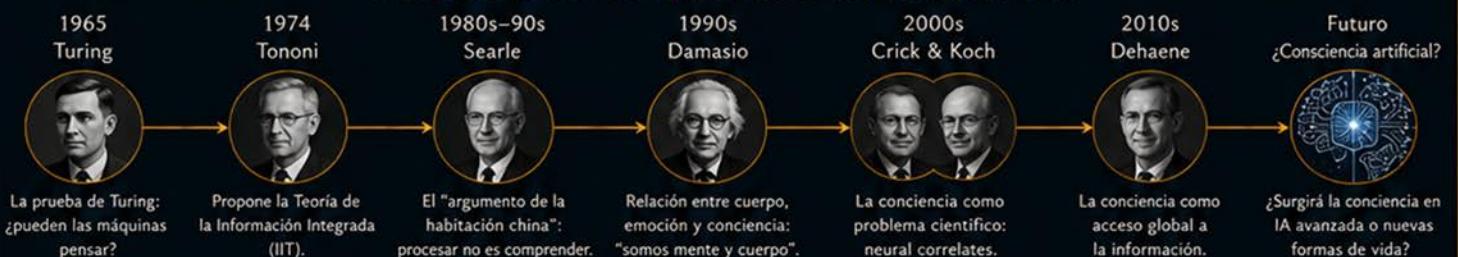 1965
Turing
La prueba de Turing:
¿pueden las máquinas
pensar?
1974
Tononi
Propone la Teoría de
la Información Integrada
(IIT).
1980s–90s
Searle
El "argumento de la
habitación china":
procesar no es comprender.
1990s
Damasio
Relación entre cuerpo,
emoción y conciencia:
"somos mente y cuerpo".
2000s
Crick & Koch
La conciencia como
problema cientifico:
neural correlates.
2010s
Dehaene
La conciencia como
acceso global a
la información.
Futuro
¿Consciencia artificial?
¿Surgirá la conciencia en
IA avanzada o nuevas
formas de vida?